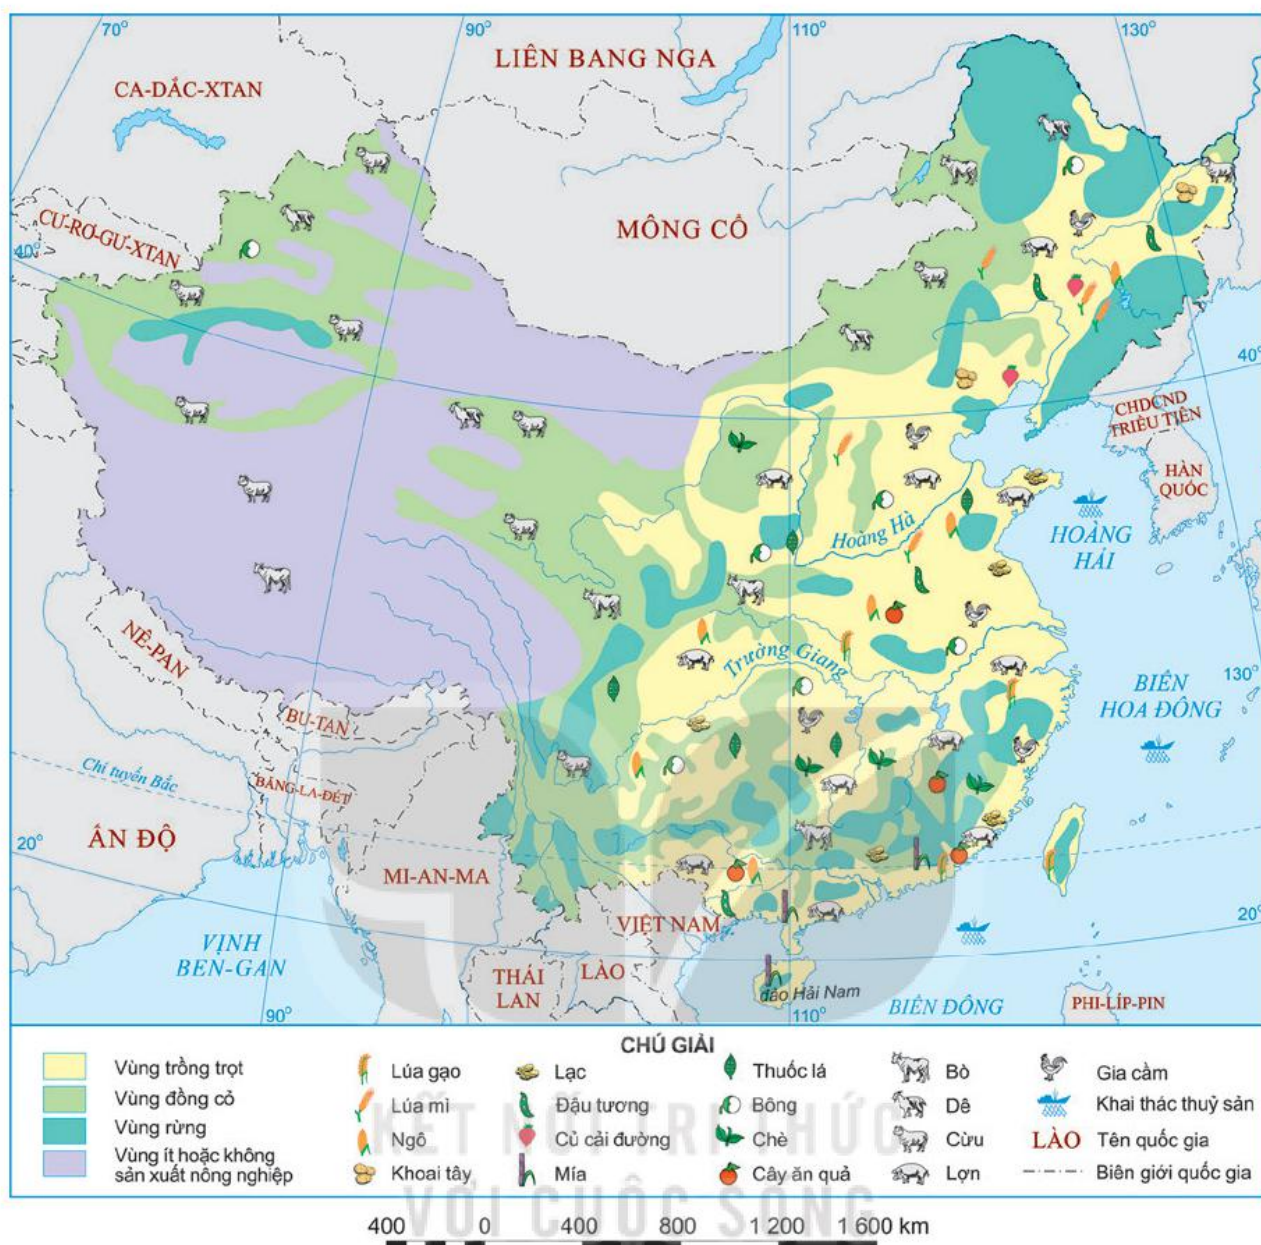 70°
90°
110°
130°
LIÊN BANG NGA
CA-DẮC-XTAN
MÔNG CỔ
CƯ-RƠ-GƯ-XTAN
40°
40°
CHDCND
TRIỀU TIÊN
HÀN
QUỐC
Hoàng Hà
HOÀNG
HẢI
NÊ-PAN
Trường Giang
BIỂN
HOA ĐÔNG
130°
BU-TAN
Chí tuyến Bắc
BĂNG-LA-ĐÉT
ẤN ĐỘ
20°
MI-AN-MA
VIỆT NAM
20°
VỊNH
BEN-GAN
THÁI
LAN
LÀO
đảo Hải Nam
BIỂN ĐÔNG
PHI-LÍP-PIN
90°
110°
CHÚ GIẢI
Vùng trồng trọt
Vùng đồng cỏ
Vùng rừng
Vùng ít hoặc không
sản xuất nông nghiệp
Lúa gạo
Lúa mì
Ngô
Khoai tây
Lạc
Đậu tương
Củ cải đường
Mía
Thuốc lá
Bông
Chè
Cây ăn quả
Bò
Dê
Cừu
Lợn
Gia cầm
Khai thác thuỷ sản
LÀO Tên quốc gia
Biên giới quốc gia
KẾT NỐI TRI THỨC
VỚI CUỘC SỐNG
400 0 400 800 1 200 1 600 km